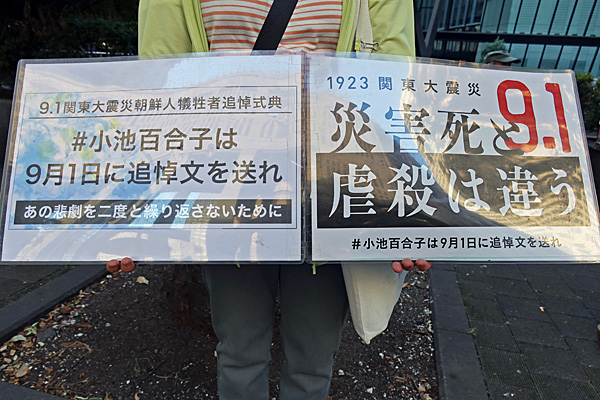 9.1関東大震災朝鮮人犠牲者追悼式典
#小池百合子は
9月1日に追悼文を送れ
あの悲劇を二度と繰り返さないために
1923 関東大震災
9.1
災害死と
虐殺は違う
#小池百合子は9月1日に追悼文を送れ